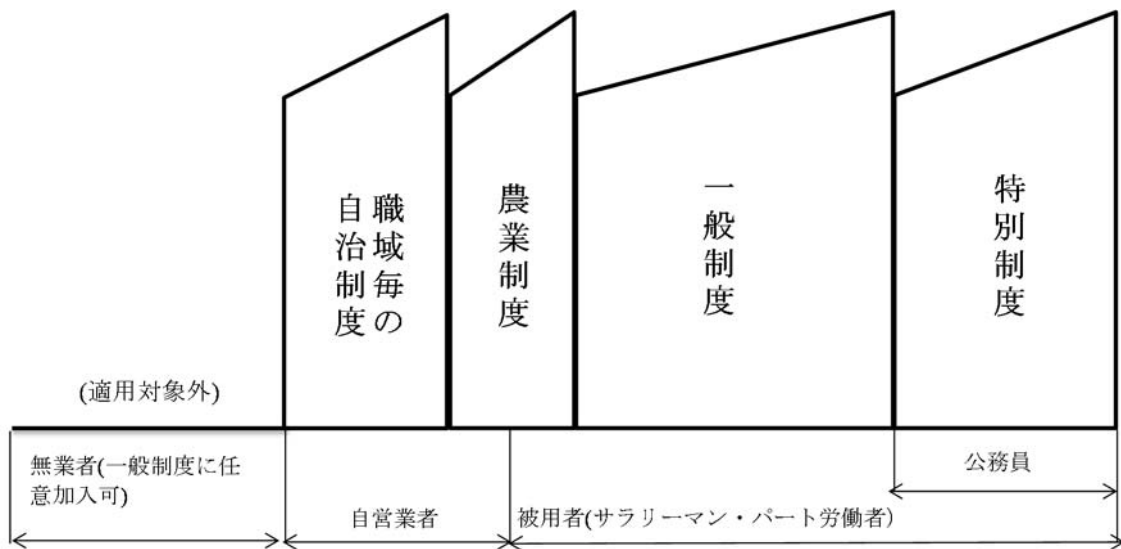 職域毎の
自治制度
農業制度
一般制度
特別制度
(適用対象外)
無業者(一般制度に任
意加入可)
自営業者
被用者(サラリーマン・パート労働者)
公務員